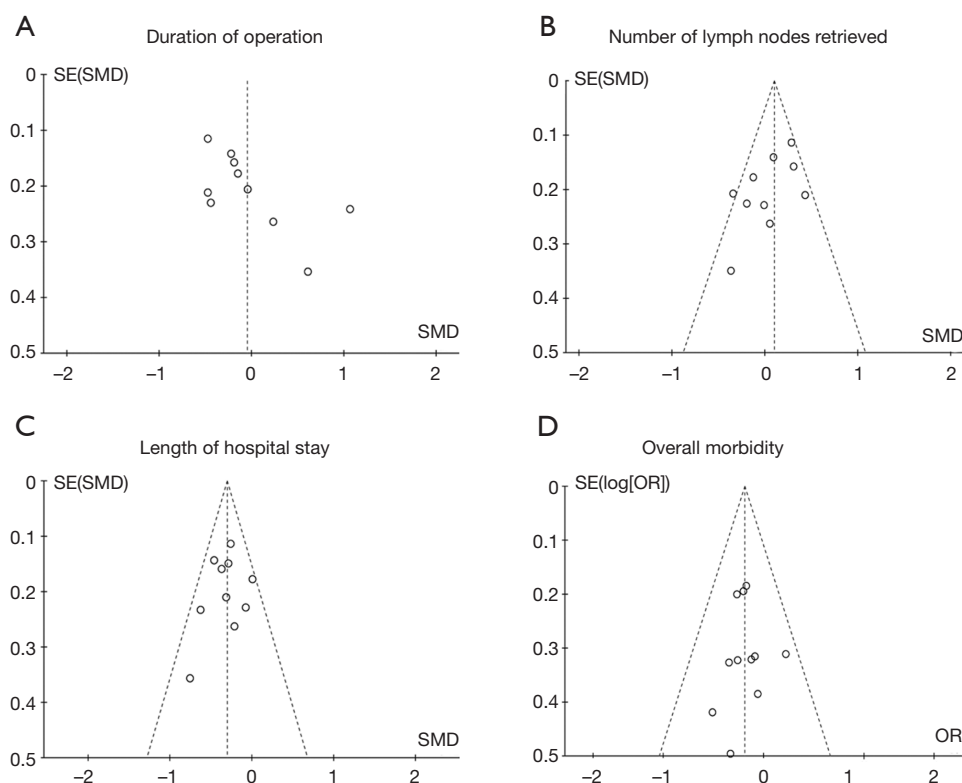 A
Duration of operation
SE(SMD)
0
0.1
0.2
0.3
0.4
0.5
SMD
–2 –1 0 1 2
B
Number of lymph nodes retrieved
SE(SMD)
0
0.1
0.2
0.3
0.4
0.5
SMD
–2 –1 0 1 2
C
Length of hospital stay
SE(SMD)
0
0.1
0.2
0.3
0.4
0.5
SMD
–2 –1 0 1 2
D
Overall morbidity
SE(log[OR])
0
0.1
0.2
0.3
0.4
0.5
OR
–2 –1 0 1 2